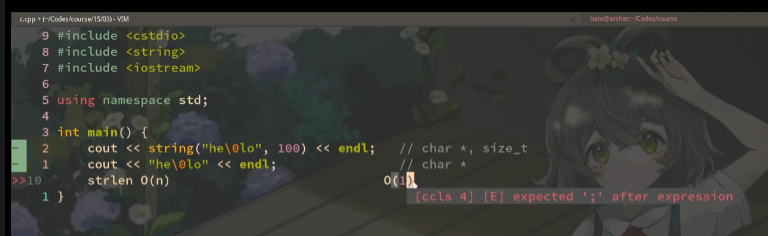 c.cpp + (~/Codes/course/15/03) - VIM × bate@archer:~/Codes/course
9 #include <cstdio>
8 #include <string>
7 #include <iostream>
6
5 using namespace std;
4
3 int main() {
~ 2 cout << string("he\0lo", 100) << endl; // char *, size_t
~ 1 cout << "he\0lo" << endl; // char *
>>10 strlen O(n) O(1)
[ccls 4] [E] expected ';' after expression
1 }